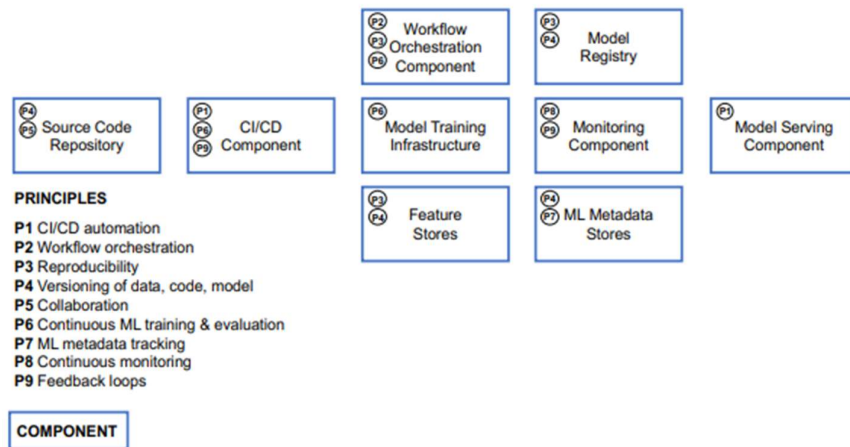 P2
P3
P6
Workflow
Orchestration
Component
P3
P4
Model
Registry
P4
P5
Source Code
Repository
P1
P6
P9
CI/CD
Component
P6
Model Training
Infrastructure
P8
P9
Monitoring
Component
P1
Model Serving
Component
P3
P4
Feature
Stores
P4
P7
ML Metadata
Stores
PRINCIPLES
P1 CI/CD automation
P2 Workflow orchestration
P3 Reproducibility
P4 Versioning of data, code, model
P5 Collaboration
P6 Continuous ML training & evaluation
P7 ML metadata tracking
P8 Continuous monitoring
P9 Feedback loops
COMPONENT